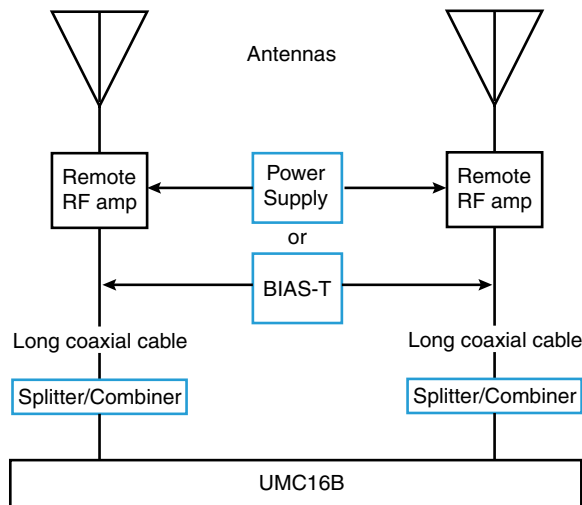 Antennas
Remote
RF amp
Power
Supply
Remote
RF amp
or
BIAS-T
Long coaxial cable
Long coaxial cable
Splitter/Combiner
Splitter/Combiner
UMC16B